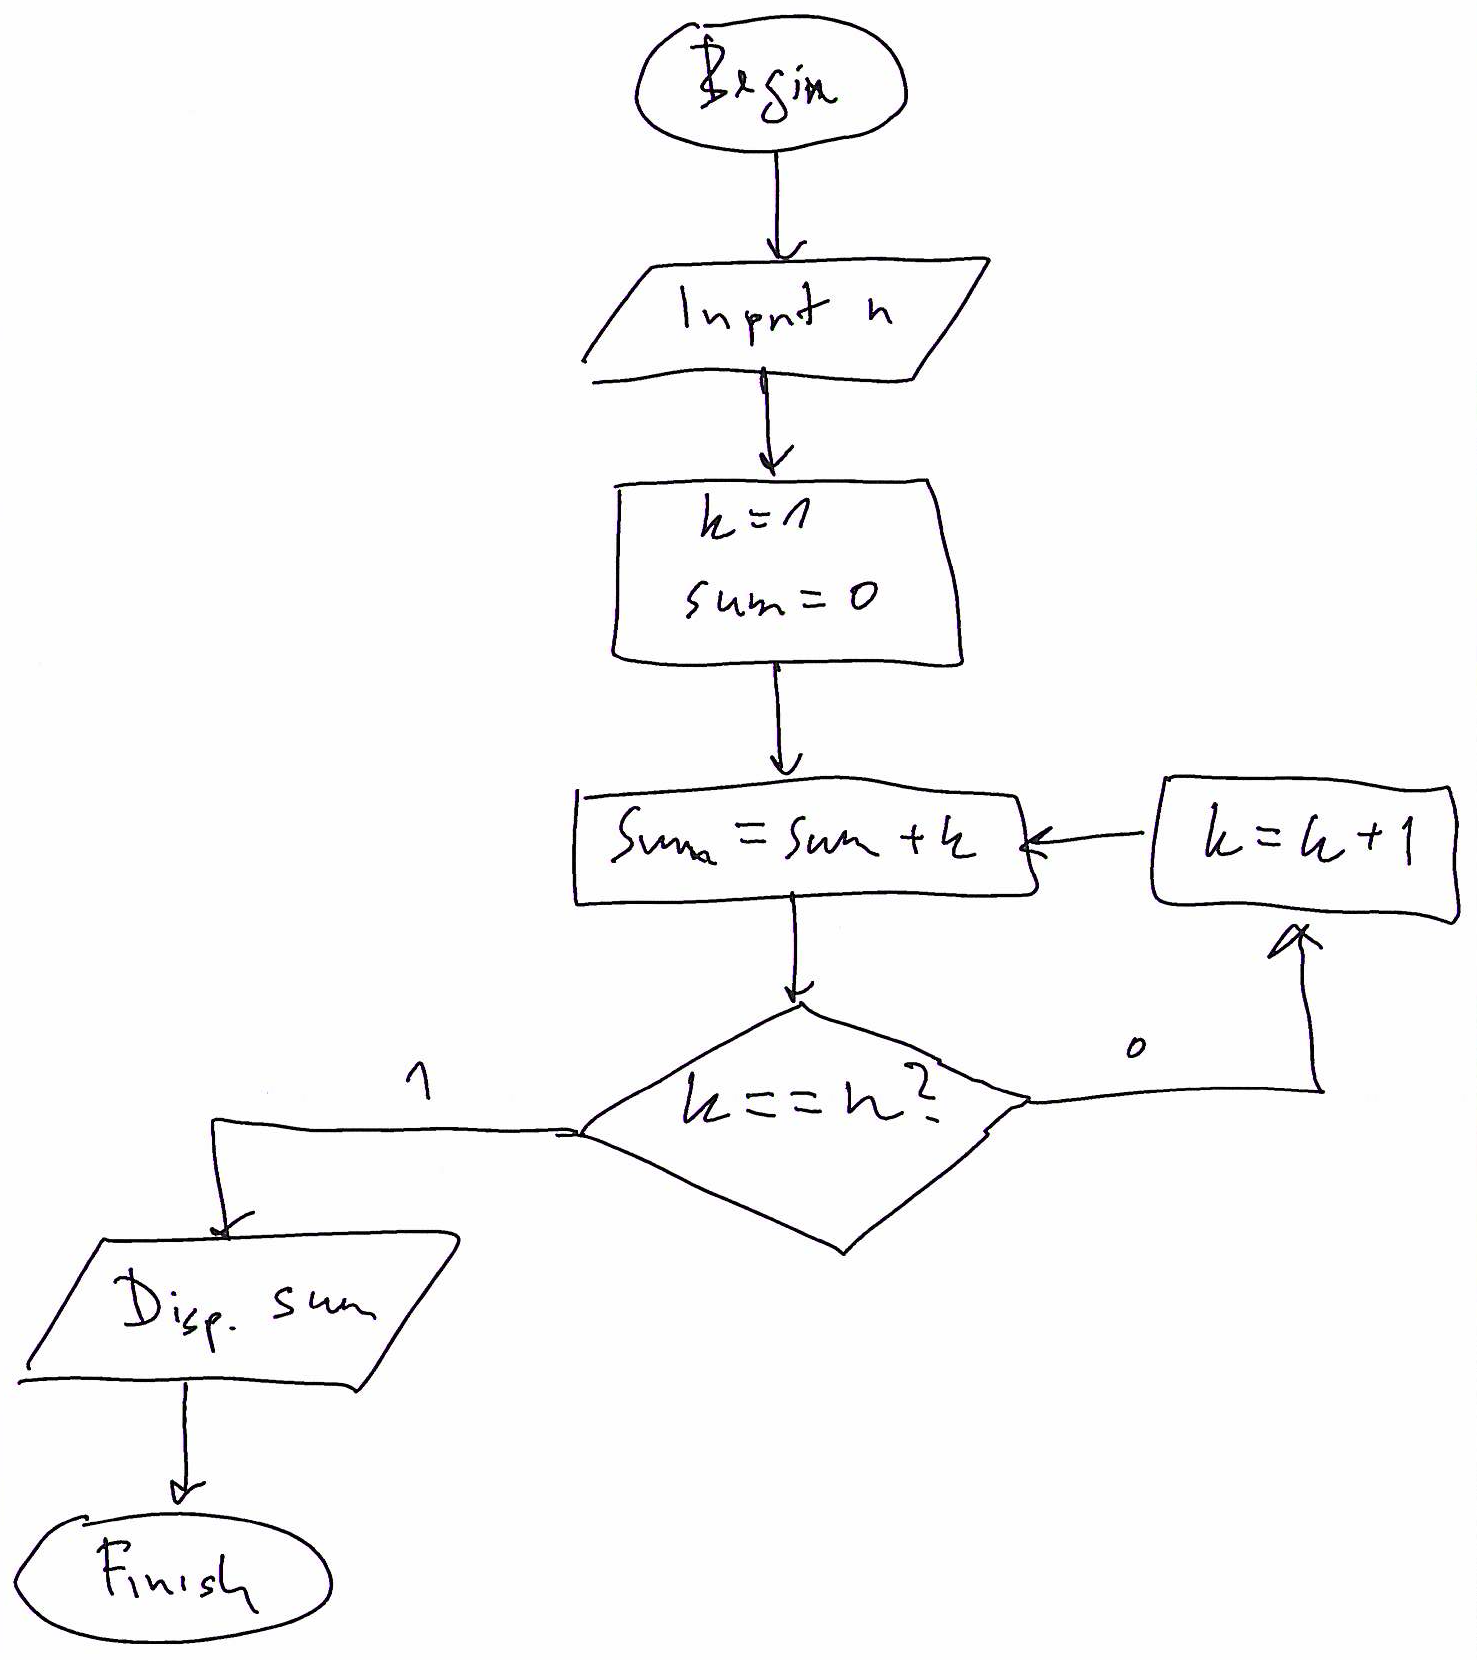 Begin
Input n
k=1
sum=0
Sum=sum+k
k=k+1
k==n?
0
1
Disp. sum
Finish